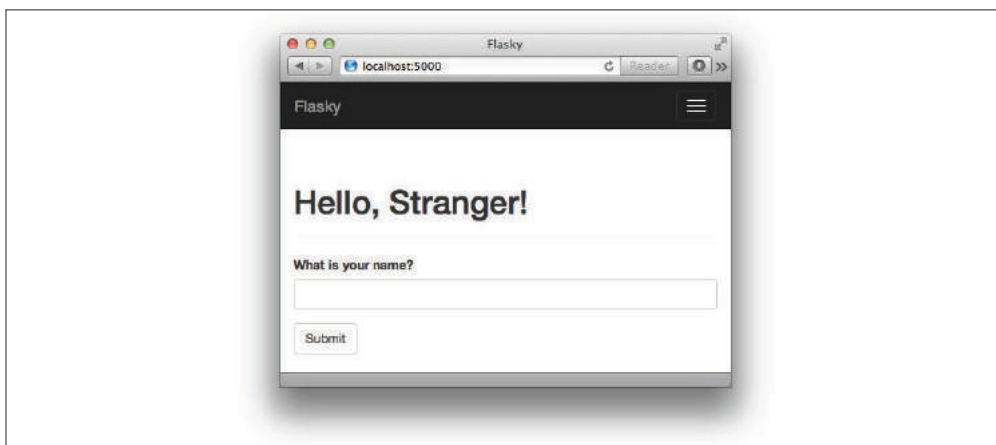 Flasky
localhost:5000
Reader
Flasky
Hello, Stranger!
What is your name?
Submit